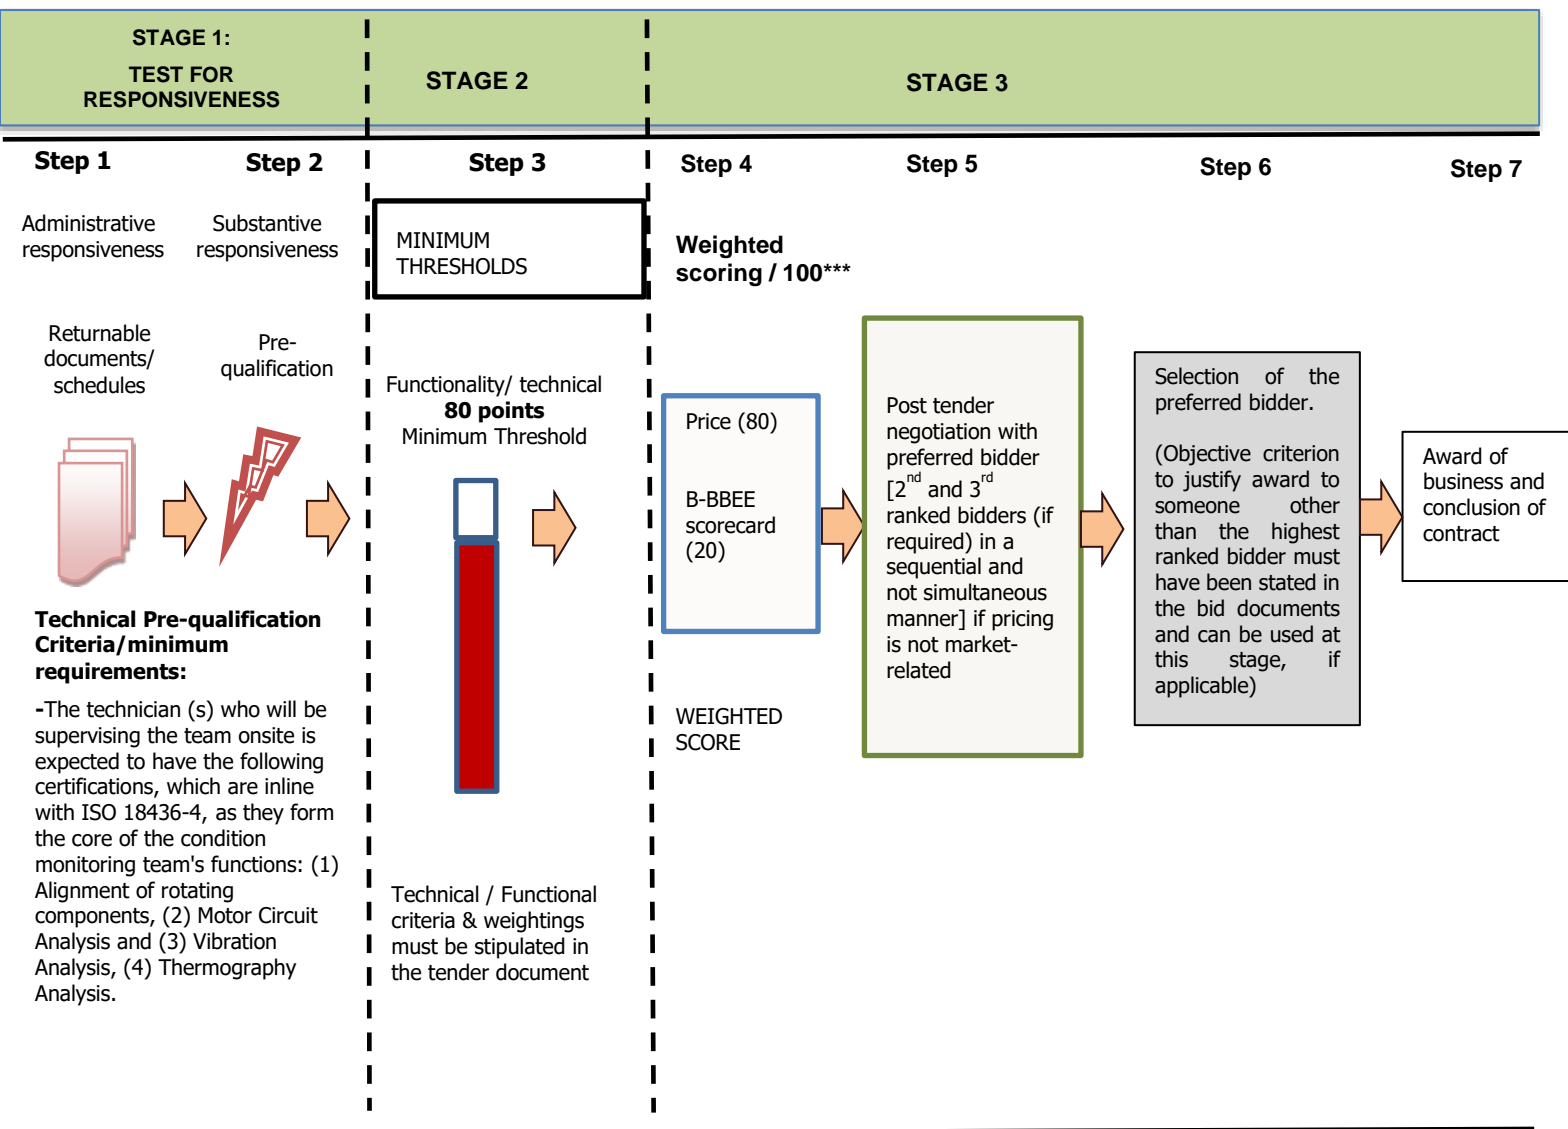 STAGE 1:
TEST FOR
RESPONSIVENESS
STAGE 2
STAGE 3
Step 1
Step 2
Step 3
Step 4
Step 5
Step 6
Step 7
Administrative
responsiveness
Substantive
responsiveness
MINIMUM
THRESHOLDS
Weighted
scoring / 100***
Returnable
documents/
schedules
Pre-
qualification
Functionality/ technical
80 points
Minimum Threshold
Price (80)
B-BBEE
scorecard
(20)
Post tender
negotiation with
preferred bidder
[2nd and 3rd
ranked bidders (if
required) in a
sequential and
not simultaneous
manner] if pricing
is not market-
related
Selection of the
preferred bidder.
(Objective criterion
to justify award to
someone other
than the highest
ranked bidder must
have been stated in
the bid documents
and can be used at
this stage, if
applicable)
Award of
business and
conclusion of
contract
Technical Pre-qualification
Criteria/minimum
requirements:
-The technician (s) who will be
supervising the team onsite is
expected to have the following
certifications, which are inline
with ISO 18436-4, as they form
the core of the condition
monitoring team's functions: (1)
Alignment of rotating
components, (2) Motor Circuit
Analysis and (3) Vibration
Analysis, (4) Thermography
Analysis.
Technical / Functional
criteria & weightings
must be stipulated in
the tender document
WEIGHTED
SCORE